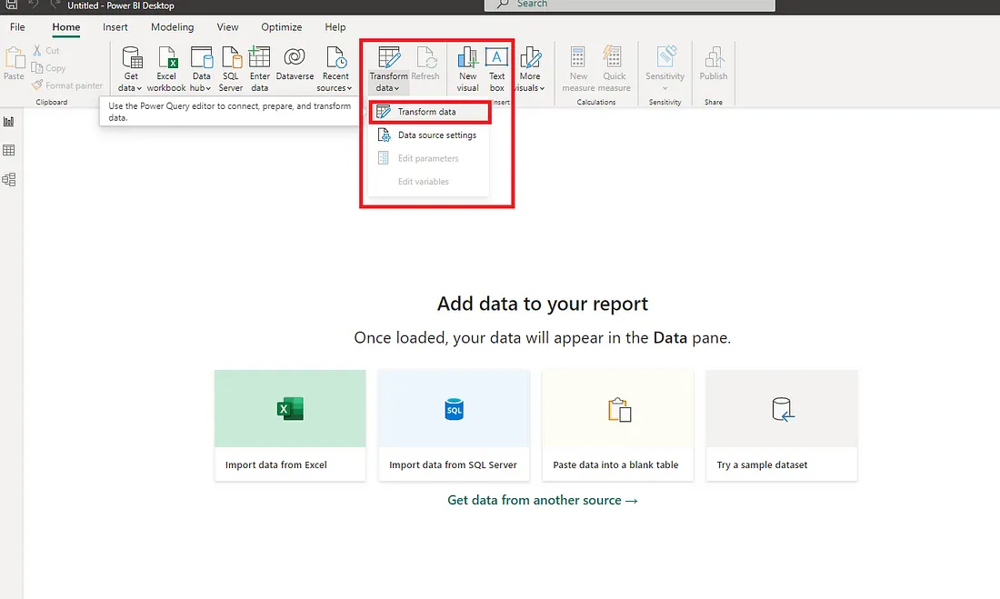 Untitled - Power BI Desktop
Search
File Home Insert Modeling View Optimize Help
Paste
Cut
Copy
Format painter
Clipboard
Get data
Excel workbook
Data hub
SQL Server
Enter data
Dataverse
Recent sources
Transform data
Refresh
New visual
Text box
More visuals
Insert
New measure
Quick measure
Calculations
Sensitivity
Sensitivity
Publish
Share
Use the Power Query editor to connect, prepare, and transform
data.
Transform data
Data source settings
Edit parameters
Edit variables
Add data to your report
Once loaded, your data will appear in the Data pane.
X
SQL
Import data from Excel
Import data from SQL Server
Paste data into a blank table
Try a sample dataset
Get data from another source →